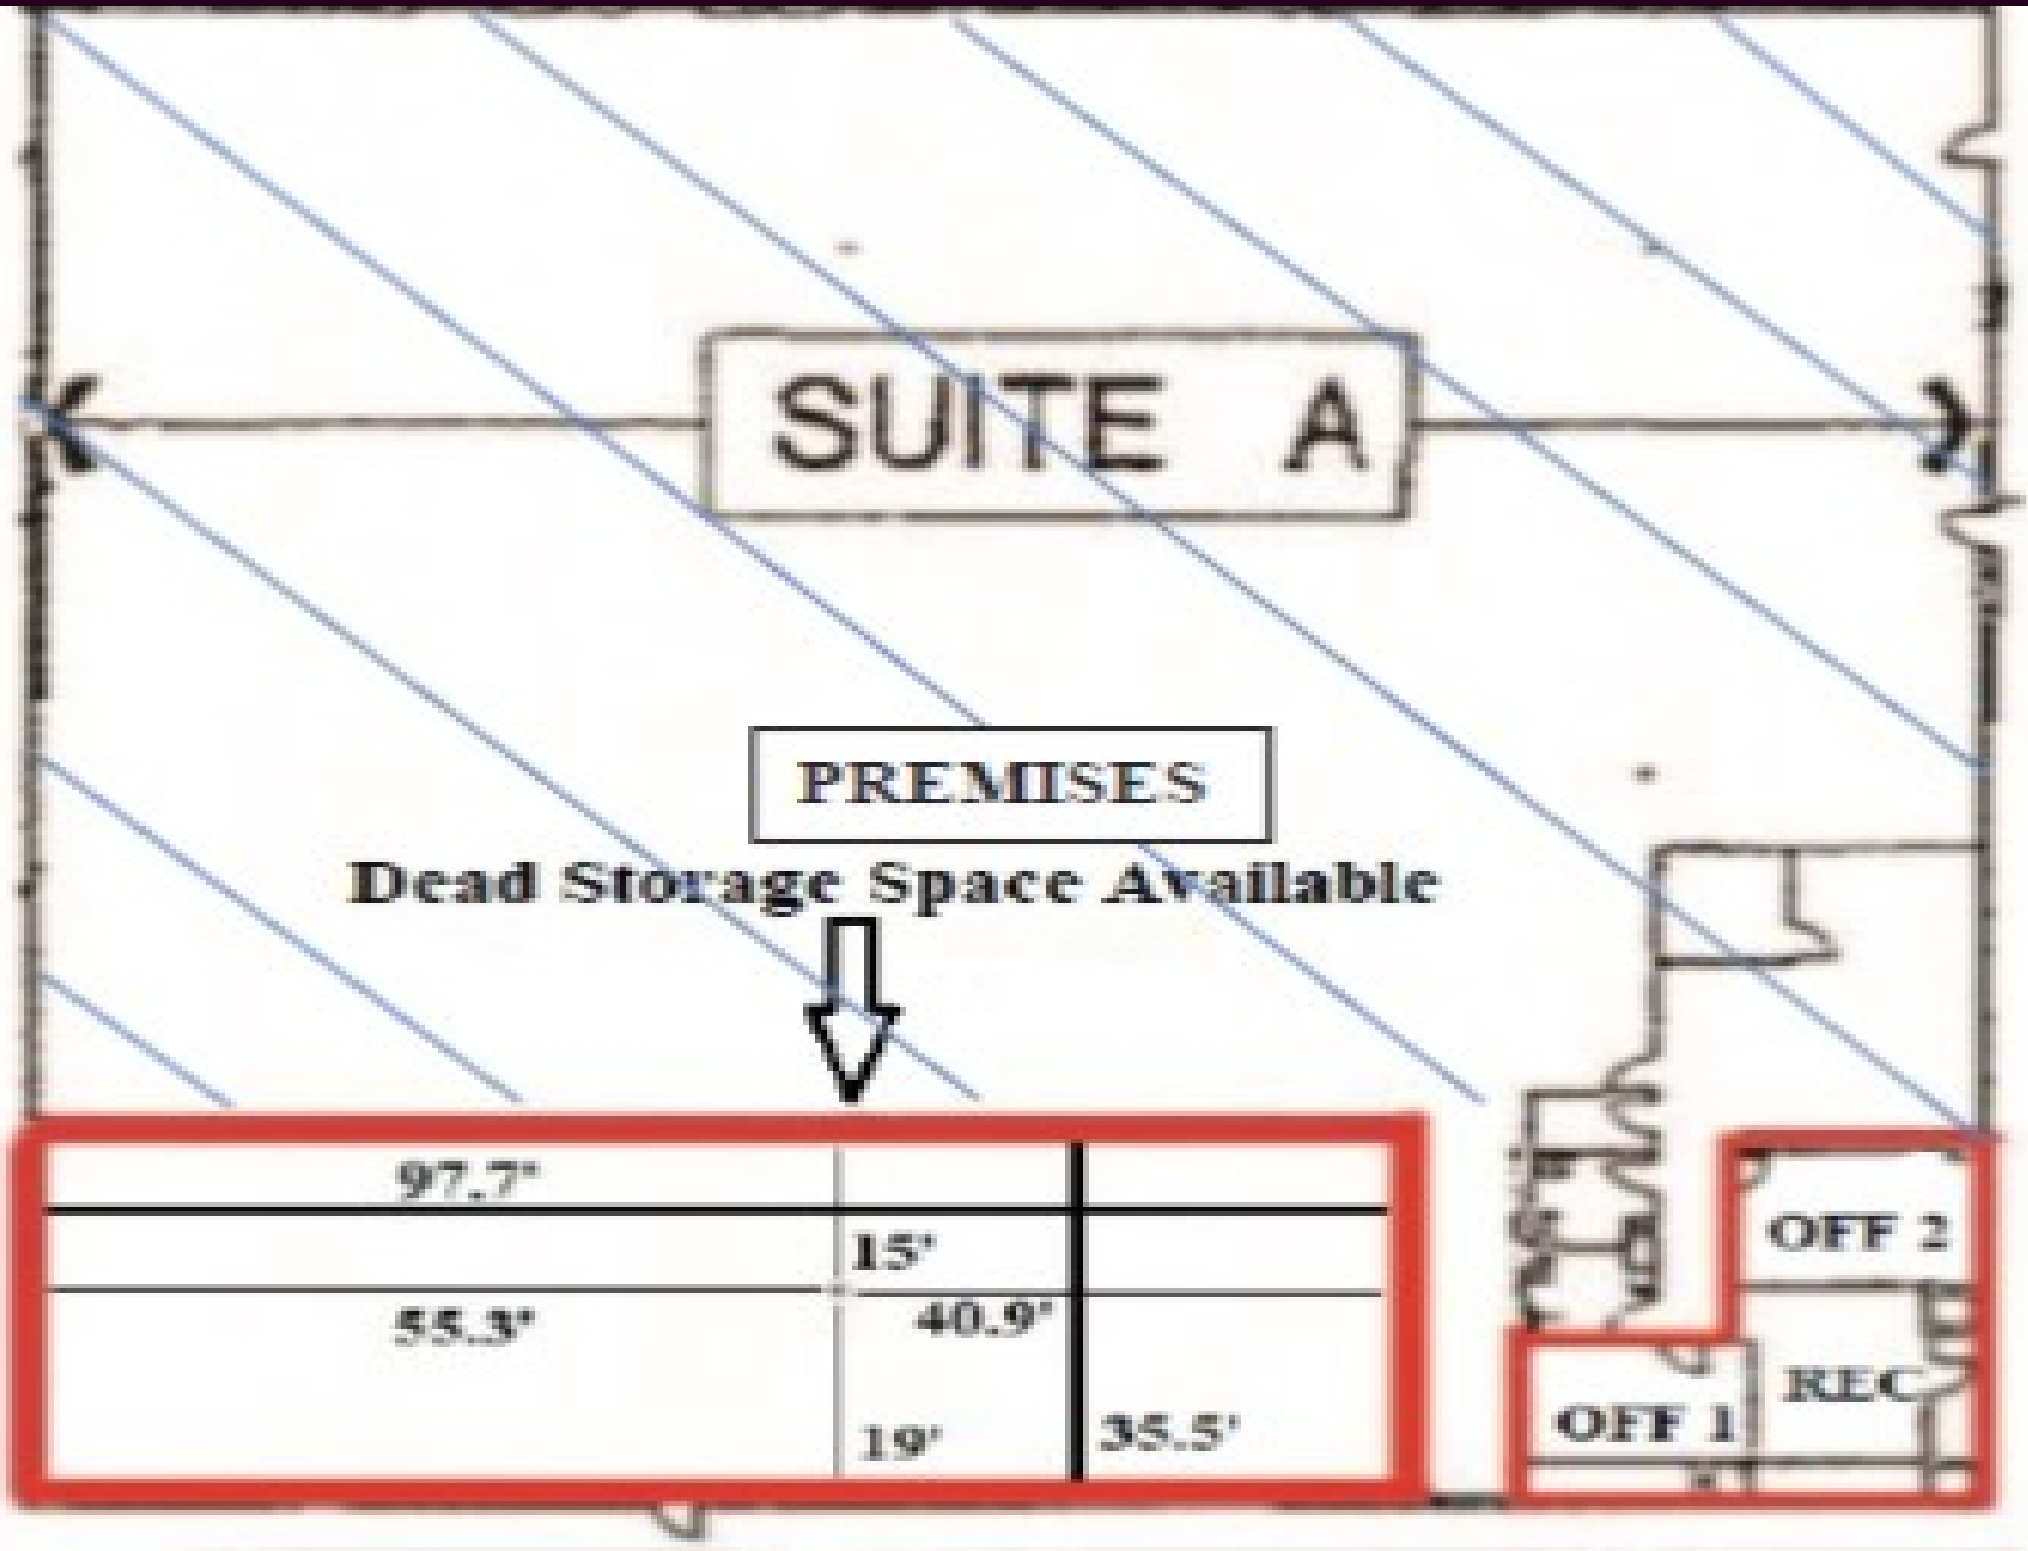 SUITE A
PREMISES
Dead Storage Space Available
97.7'
15'
55.3'
40.9'
19'
35.5'
OFF 2
REC
OFF 1